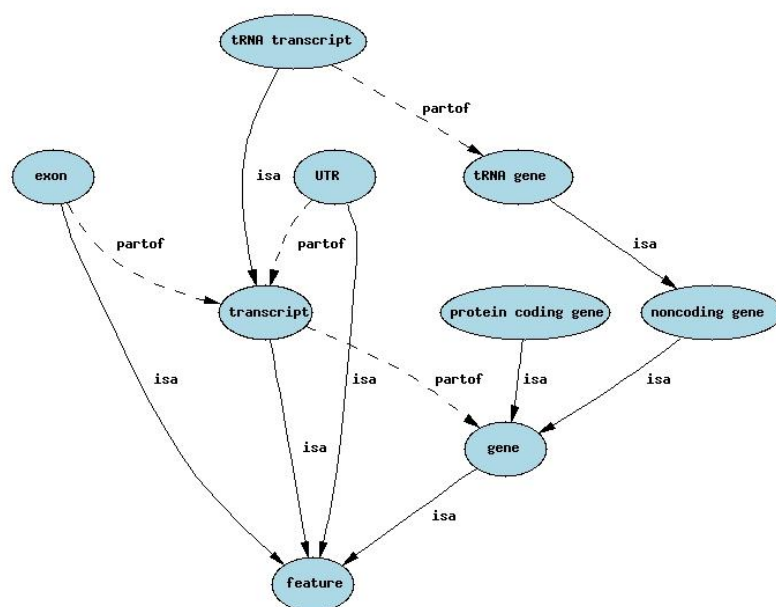 tRNA transcript
partof
exon
isa
UTR
tRNA gene
partof
partof
isa
transcript
protein coding gene
noncoding gene
isa
partof
isa
isa
isa
isa
gene
isa
feature